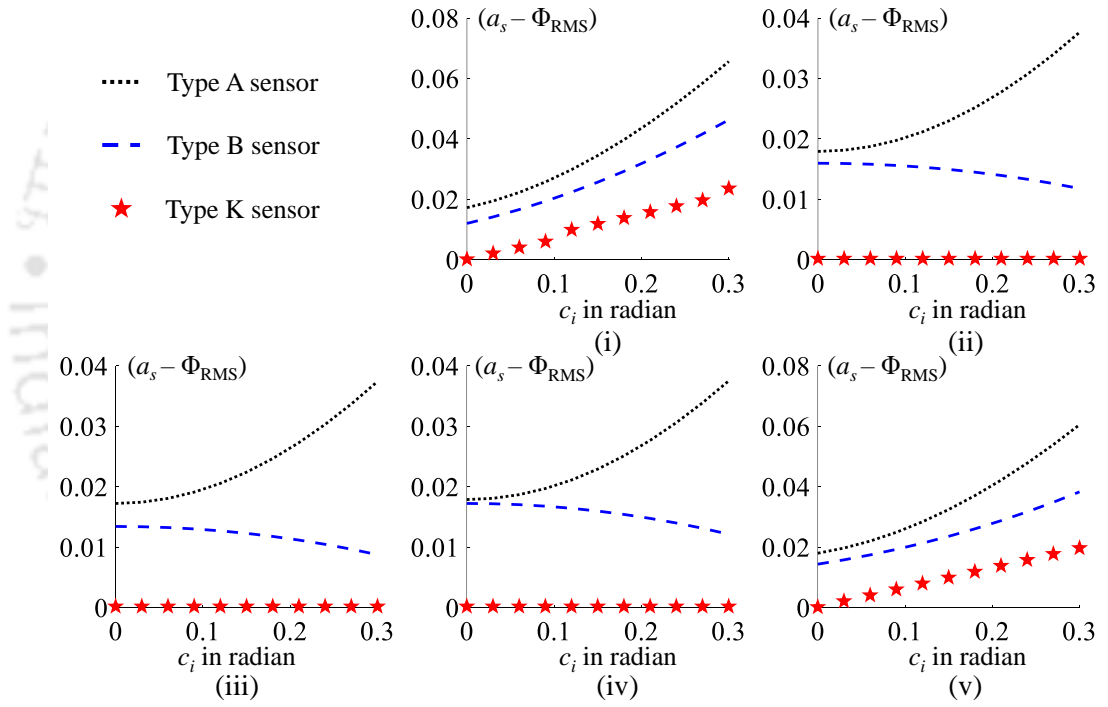 Type A sensor
Type B sensor
Type K sensor
(a_s – Φ_RMS)
0.08
0.06
0.04
0.02
0
0 0.1 0.2 0.3
c_i in radian
(i)
(a_s – Φ_RMS)
0.04
0.03
0.02
0.01
0
0 0.1 0.2 0.3
c_i in radian
(ii)
(a_s – Φ_RMS)
0.04
0.03
0.02
0.01
0
0 0.1 0.2 0.3
c_i in radian
(iii)
(a_s – Φ_RMS)
0.04
0.03
0.02
0.01
0
0 0.1 0.2 0.3
c_i in radian
(iv)
(a_s – Φ_RMS)
0.08
0.06
0.04
0.02
0
0 0.1 0.2 0.3
c_i in radian
(v)